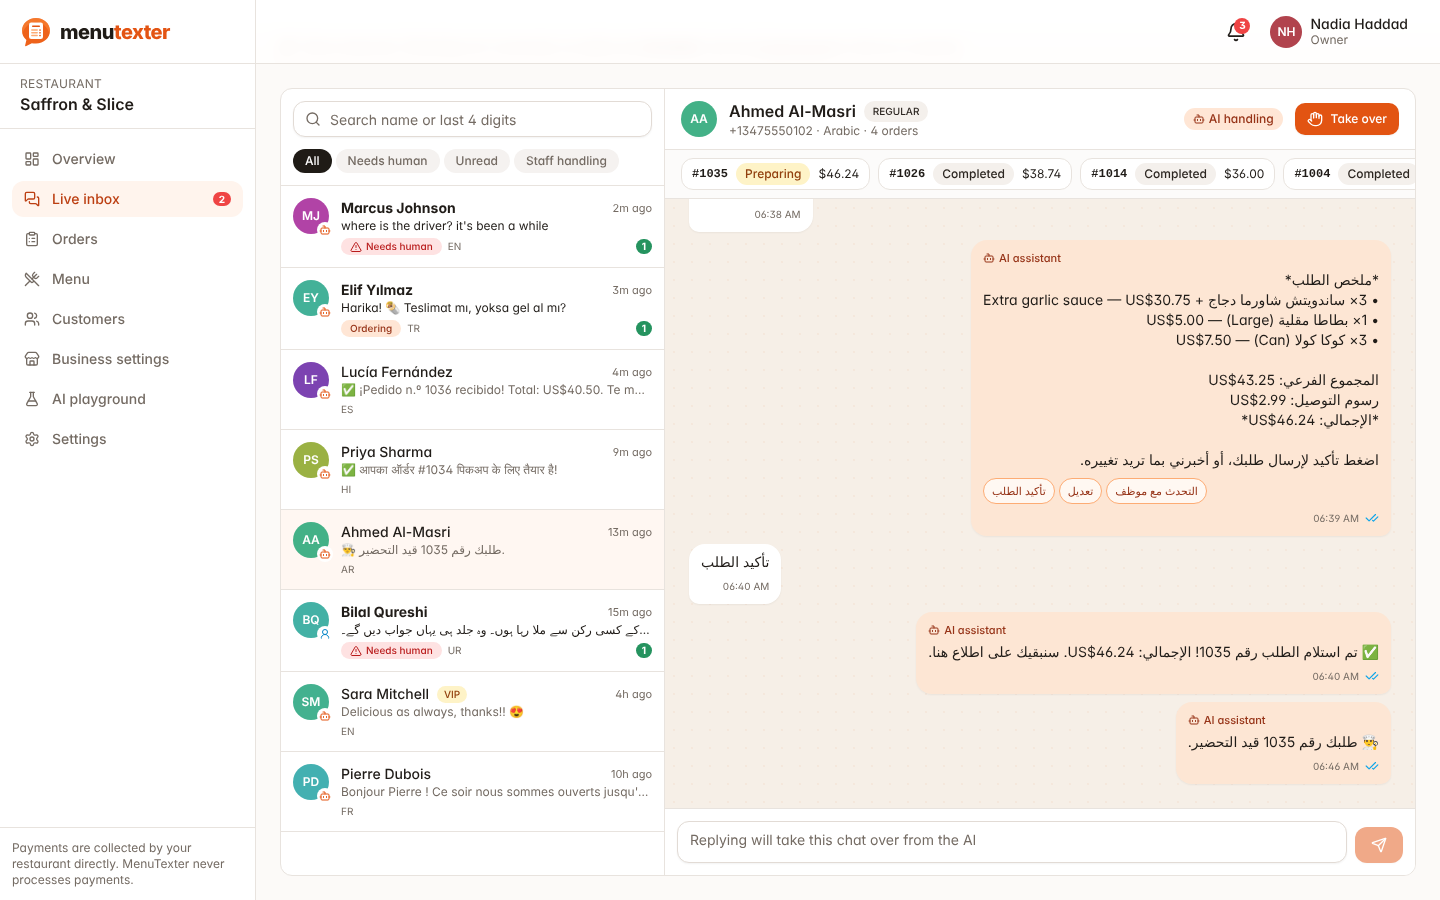 menutexter
3
NH
Nadia Haddad
Owner
RESTAURANT
Saffron & Slice
Overview
Live inbox
2
Orders
Menu
Customers
Business settings
AI playground
Settings
Payments are collected by your
restaurant directly. MenuTexter never
processes payments.
Search name or last 4 digits
All
Needs human
Unread
Staff handling
MJ
Marcus Johnson
2m ago
where is the driver? it's been a while
Needs human
EN
1
EY
Elif Yılmaz
3m ago
Harika! 🌯 Teslimat mı, yoksa gel al mı?
Ordering
TR
1
LF
Lucía Fernández
4m ago
✅ ¡Pedido n.º 1036 recibido! Total: US$40.50. Te m...
ES
PS
Priya Sharma
9m ago
✅ आपका ऑर्डर #1034 पिकअप के लिए तैयार है!
HI
AA
Ahmed Al-Masri
13m ago
👨‍🍳 طلبك رقم 1035 قيد التحضير.
AR
BQ
Bilal Qureshi
15m ago
...کے کسی رکن سے ملا رہا ہوں۔ وہ جلد ہی یہاں جواب دیں گے۔
Needs human
UR
1
SM
Sara Mitchell
VIP
4h ago
Delicious as always, thanks!! 😍
EN
PD
Pierre Dubois
10h ago
Bonjour Pierre ! Ce soir nous sommes ouverts jusqu'...
FR
AA
Ahmed Al-Masri
REGULAR
+13475550102 · Arabic · 4 orders
AI handling
Take over
#1035 Preparing $46.24
#1026 Completed $38.74
#1014 Completed $36.00
#1004 Completed
06:38 AM
AI assistant
*ملخص الطلب*
• 3× ساندويتش شاورما دجاج + Extra garlic sauce — US$30.75
• 1× بطاطا مقلية (Large) — US$5.00
• 3× كوكا كولا (Can) — US$7.50
المجموع الفرعي: US$43.25
رسوم التوصيل: US$2.99
*الإجمالي: US$46.24*
اضغط تأكيد لإرسال طلبك، أو أخبرني بما تريد تغييره.
تأكيد الطلب
تعديل
التحدث مع موظف
06:39 AM
تأكيد الطلب
06:40 AM
AI assistant
✅ تم استلام الطلب رقم 1035! الإجمالي: US$46.24. سنبقيك على اطلاع هنا.
06:40 AM
AI assistant
👨‍🍳 طلبك رقم 1035 قيد التحضير.
06:46 AM
Replying will take this chat over from the AI